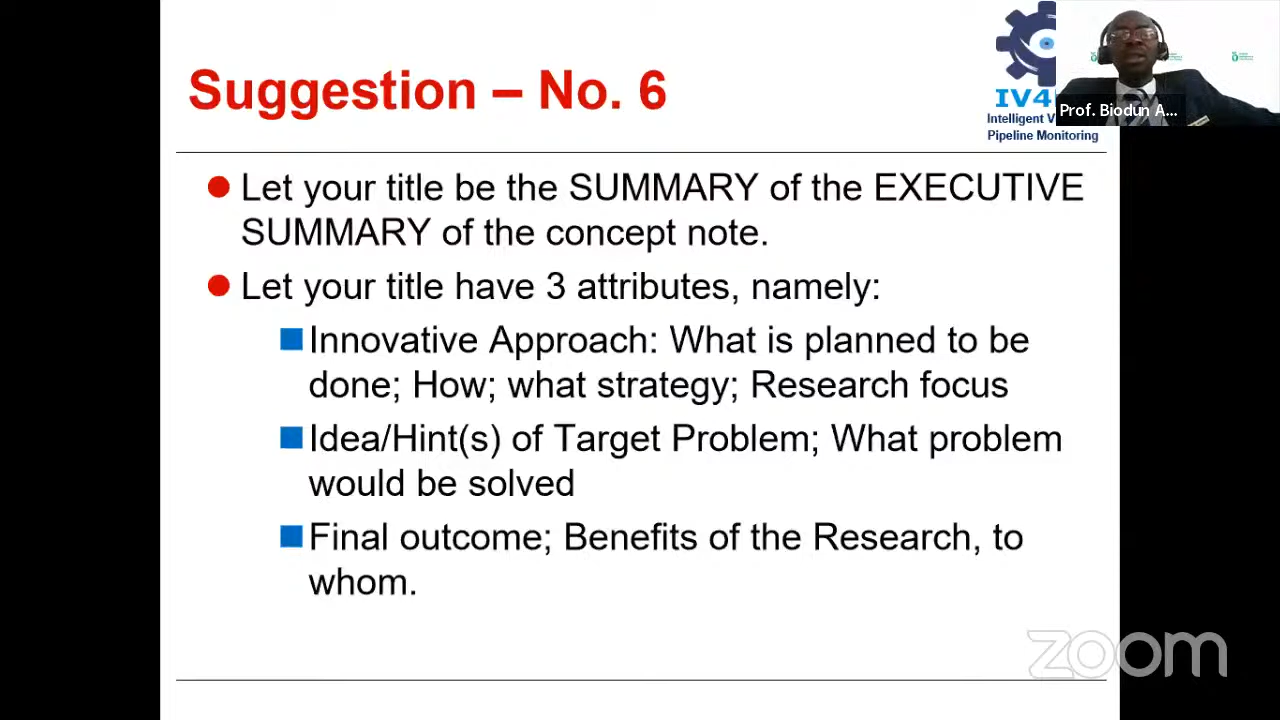 Suggestion – No. 6
IV4
Intelligent V
Pipeline Monitoring
Prof. Biodun A...
Let your title be the SUMMARY of the EXECUTIVE
SUMMARY of the concept note.
Let your title have 3 attributes, namely:
Innovative Approach: What is planned to be
done; How; what strategy; Research focus
Idea/Hint(s) of Target Problem; What problem
would be solved
Final outcome; Benefits of the Research, to
whom.
zoom